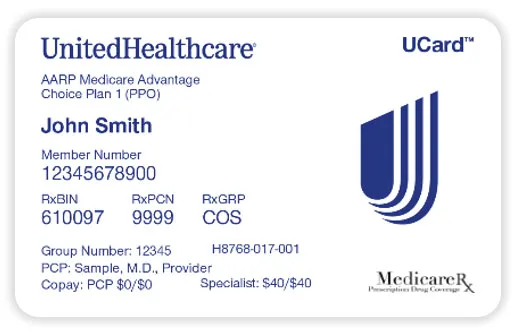 UnitedHealthcare®
UCard™
AARP Medicare Advantage
Choice Plan 1 (PPO)
John Smith
Member Number
12345678900
RxBIN RxPCN RxGRP
610097 9999 COS
Group Number: 12345 H8768-017-001
PCP: Sample, M.D., Provider
Copay: PCP $0/$0 Specialist: $40/$40
MedicareRx
Prescription Drug Coverage